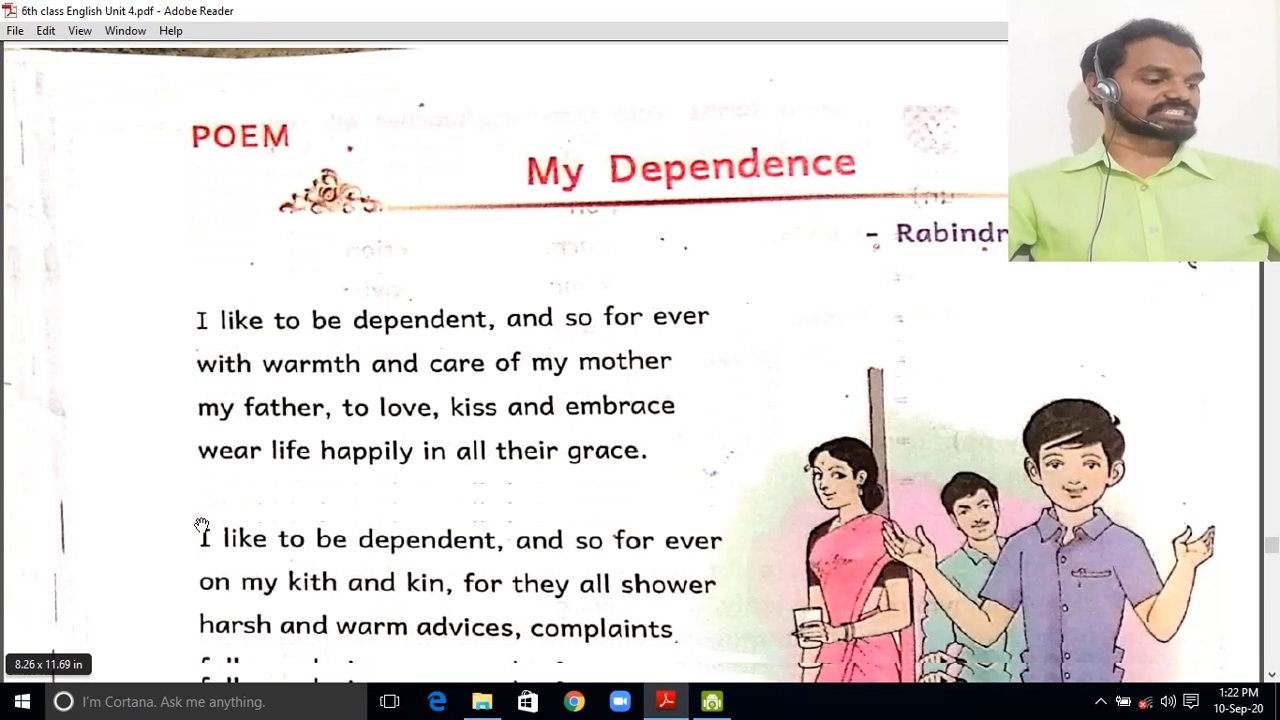 6th class English Unit 4.pdf - Adobe Reader
File Edit View Window Help
POEM
My Dependence
- Rabindr
I like to be dependent, and so for ever
with warmth and care of my mother
my father, to love, kiss and embrace
wear life happily in all their grace.
I like to be dependent, and so for ever
on my kith and kin, for they all shower
harsh and warm advices, complaints
8.26 x 11.69 in
I'm Cortana. Ask me anything.
1:22 PM
10-Sep-20